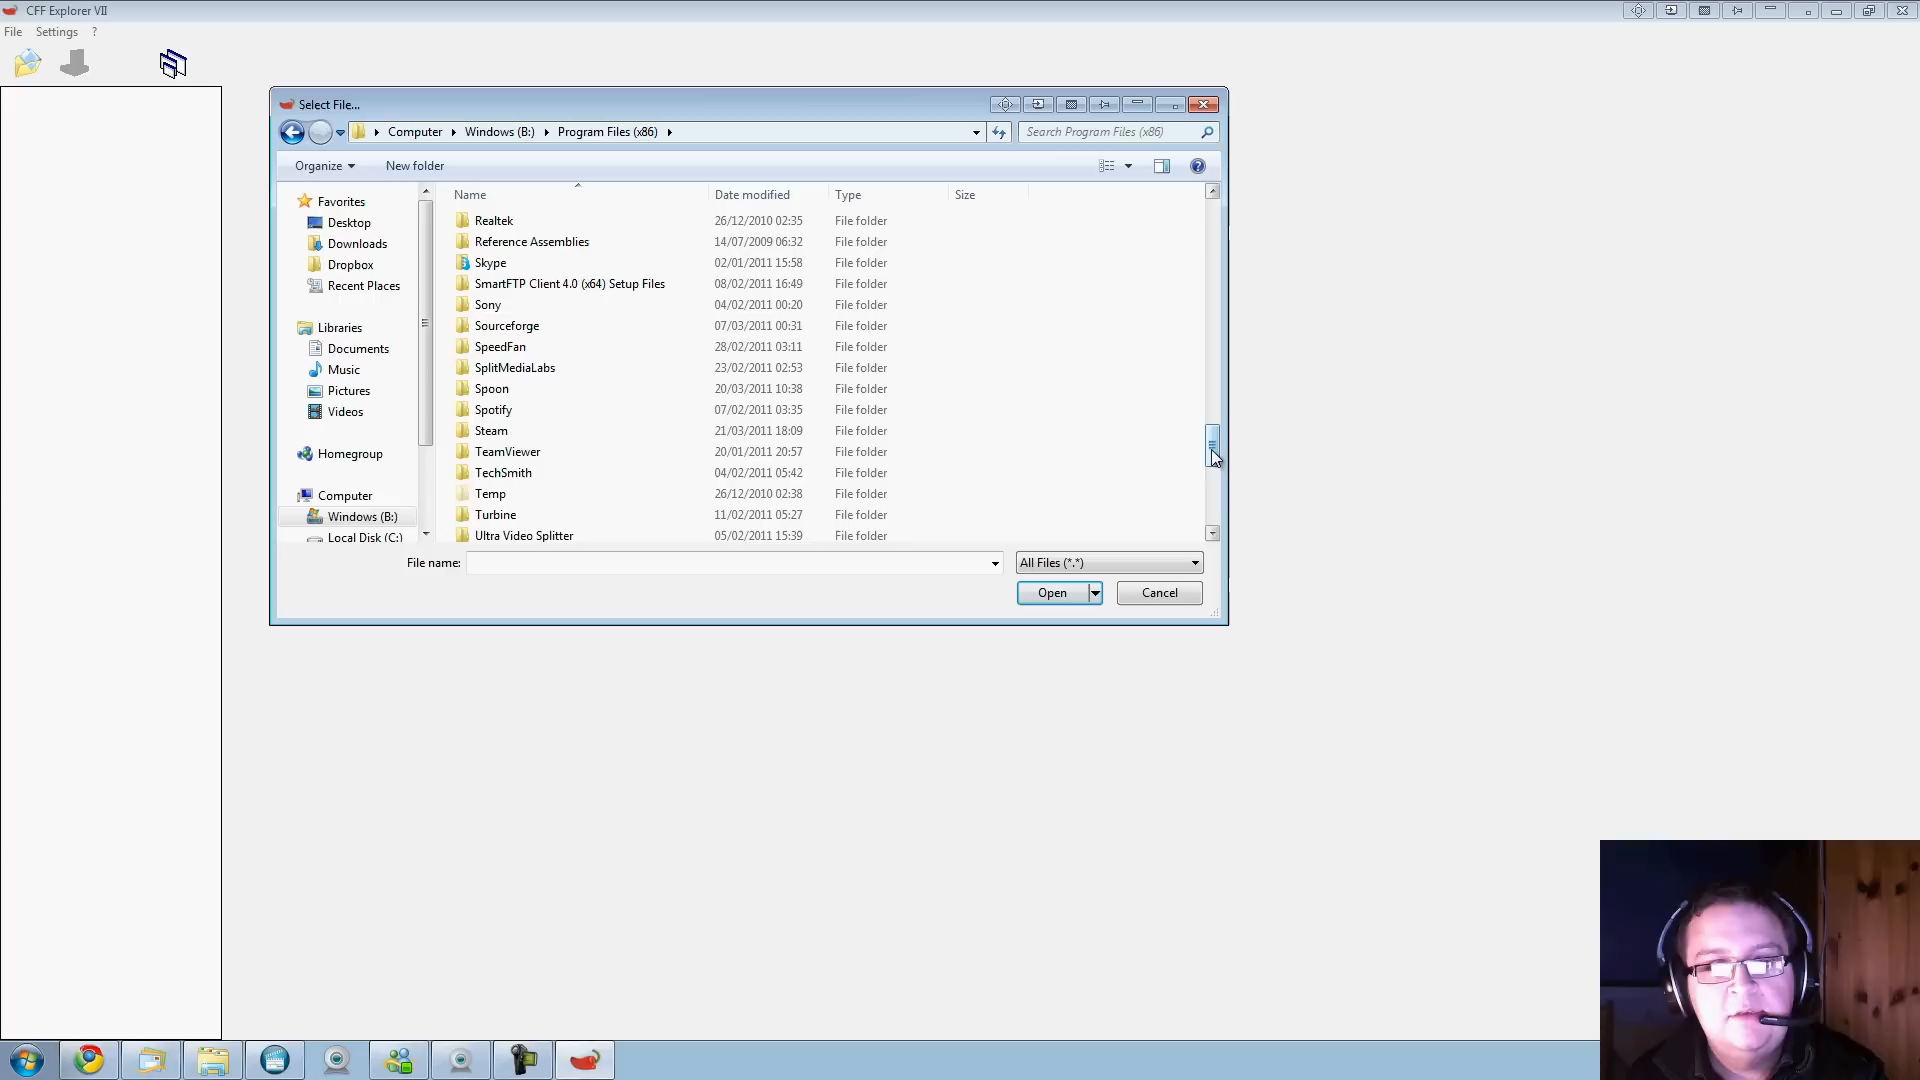 CFF Explorer VII
File Settings ?
Select File...
Computer Windows (B:) Program Files (x86)
Search Program Files (x86)
Organize New folder
Name Date modified Type Size
Favorites
Desktop
Downloads
Dropbox
Recent Places
Libraries
Documents
Music
Pictures
Videos
Homegroup
Computer
Windows (B:)
Local Disk (C:)
Realtek 26/12/2010 02:35 File folder
Reference Assemblies 14/07/2009 06:32 File folder
Skype 02/01/2011 15:58 File folder
SmartFTP Client 4.0 (x64) Setup Files 08/02/2011 16:49 File folder
Sony 04/02/2011 00:20 File folder
Sourceforge 07/03/2011 00:31 File folder
SpeedFan 28/02/2011 03:11 File folder
SplitMediaLabs 23/02/2011 02:53 File folder
Spoon 20/03/2011 10:38 File folder
Spotify 07/02/2011 03:35 File folder
Steam 21/03/2011 18:09 File folder
TeamViewer 20/01/2011 20:57 File folder
TechSmith 04/02/2011 05:42 File folder
Temp 26/12/2010 02:38 File folder
Turbine 11/02/2011 05:27 File folder
Ultra Video Splitter 05/02/2011 15:39 File folder
File name:
All Files (*.*)
Open Cancel